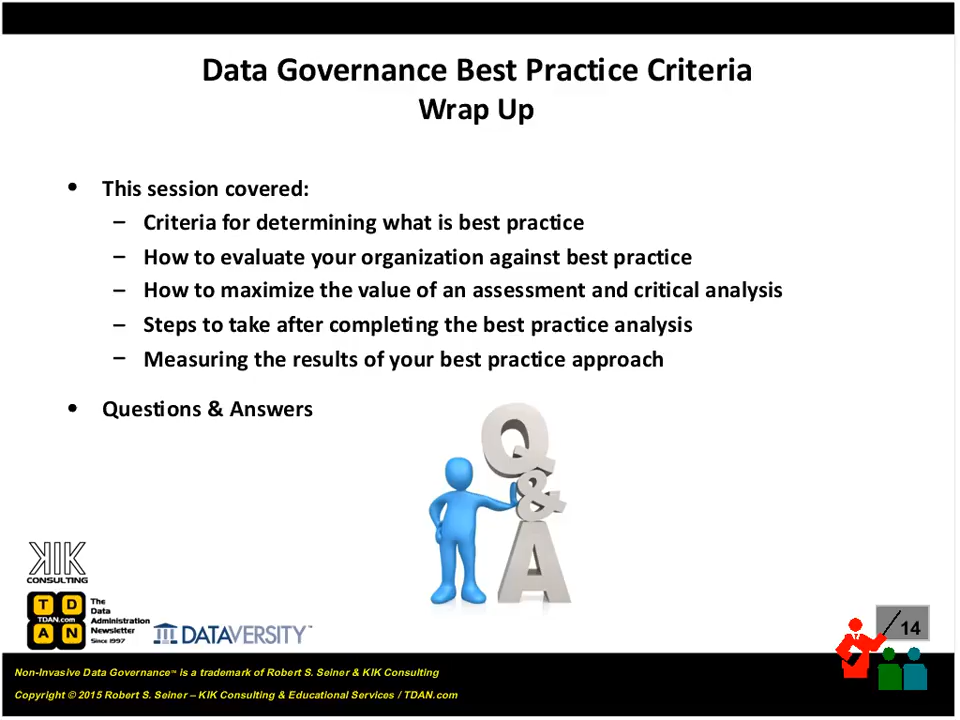 Data Governance Best Practice Criteria
Wrap Up
• This session covered:
– Criteria for determining what is best practice
– How to evaluate your organization against best practice
– How to maximize the value of an assessment and critical analysis
– Steps to take after completing the best practice analysis
– Measuring the results of your best practice approach
• Questions & Answers
Q
&
A
KIK
CONSULTING
T D
TDAN.com
A N
The
Data
Administration
Newsletter
Since 1997
DATAVERSITY™
14
Non-Invasive Data Governance™ is a trademark of Robert S. Seiner & KIK Consulting
Copyright © 2015 Robert S. Seiner – KIK Consulting & Educational Services / TDAN.com